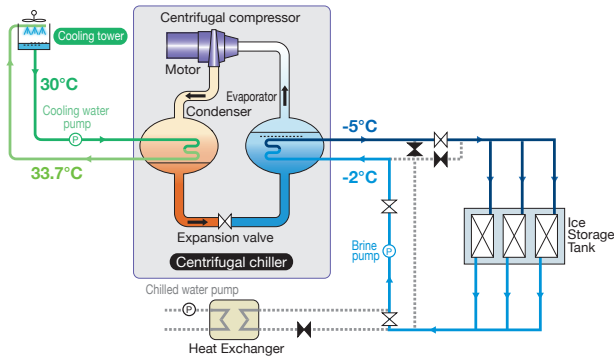 Centrifugal compressor
Cooling tower
Motor
30°C
Evaporator
Condenser
Cooling water
pump
P
-5°C
33.7°C
-2°C
Expansion valve
Centrifugal chiller
Brine
pump
P
Ice
Storage
Tank
Chilled water pump
P
Heat Exchanger